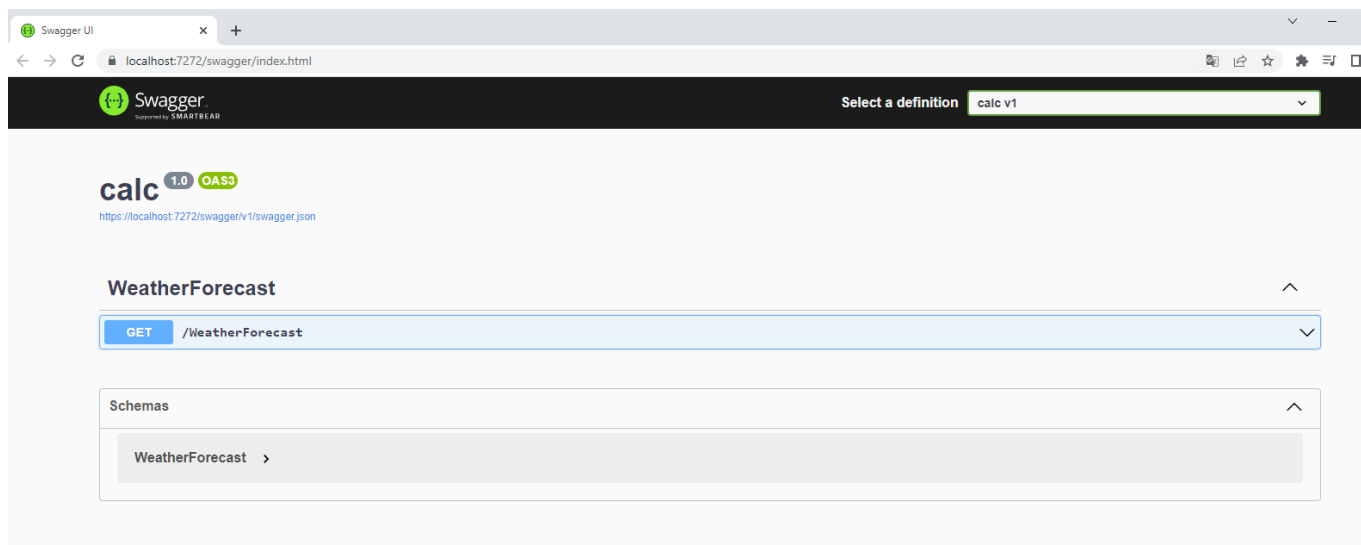 Swagger UI
localhost:7272/swagger/index.html
Swagger.
Supported by SMARTBEAR
Select a definition calc v1
calc 1.0 OAS3
https://localhost:7272/swagger/v1/swagger.json
WeatherForecast
GET /WeatherForecast
Schemas
WeatherForecast